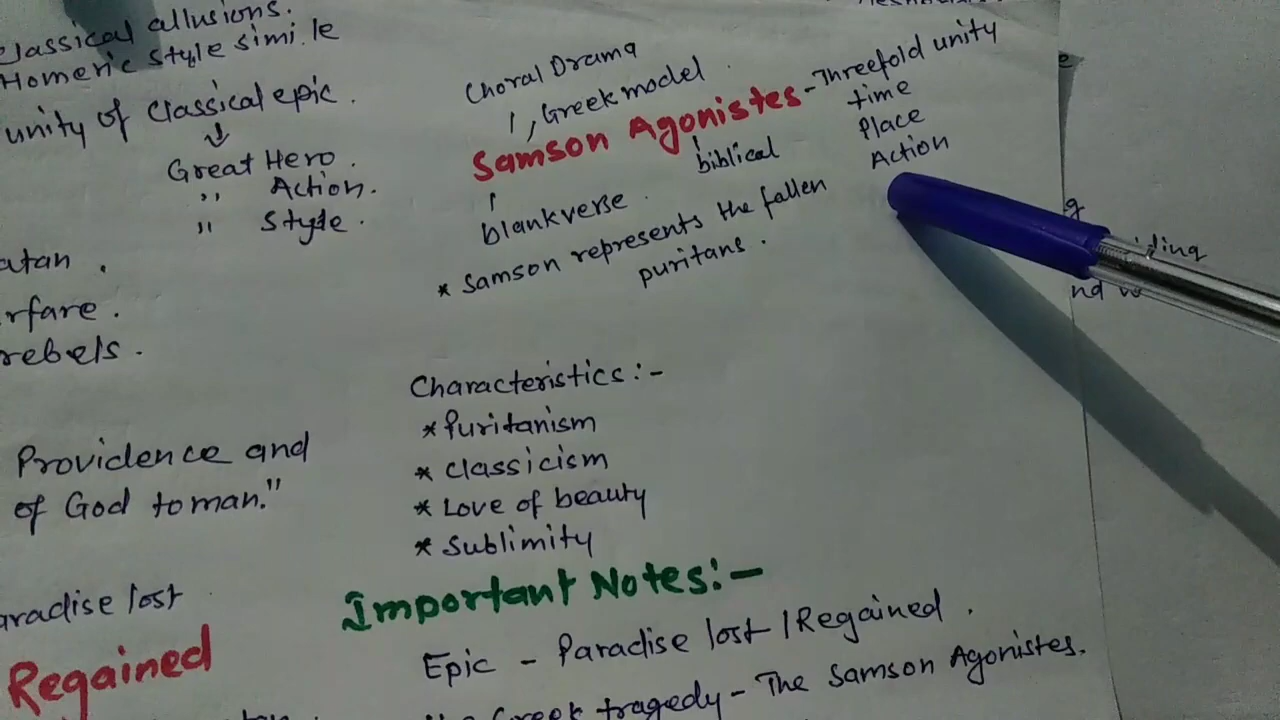 classical allusions.
Homeric style simile
unity of classical epic.
Great Hero.
,, Action.
,, Style.
atan.
rfare.
rebels.
Providence and
of God to man."
aradise lost
Regained
Choral Drama
, Greek model.
Samson Agonistes - Threefold unity
time
Place
Action
biblical
blankverse.
* Samson represents the fallen
puritans.
Characteristics :-
* Puritanism
* Classicism
* Love of beauty
* Sublimity
Important Notes:-
Epic - Paradise lost / Regained.
Greek tragedy - The Samson Agonistes.